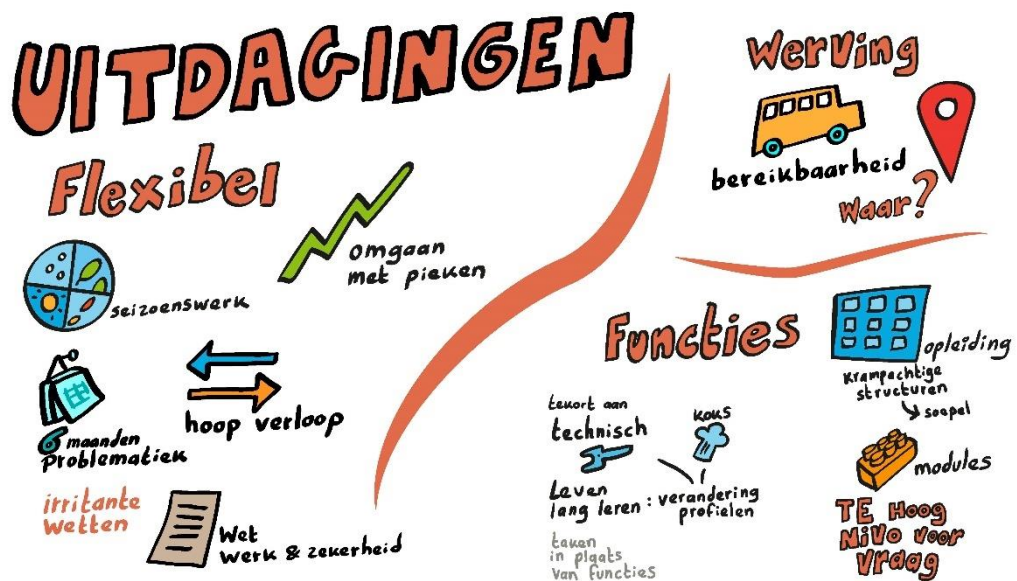 UITDAGINGEN
Flexibel
omgaan
met pieken
seizoenswerk
hoop verloop
6 maanden
Problematiek
irritante
wetten
Wet
werk & zekerheid
Werving
bereikbaarheid
waar?
Functies
opleiding
krampachtige
structuren
soepel
modules
TE Hoog
Nivo voor
vraag
tekort aan
technisch
koks
Leven
lang leren : verandering
profielen
taken
in plaats
van functies